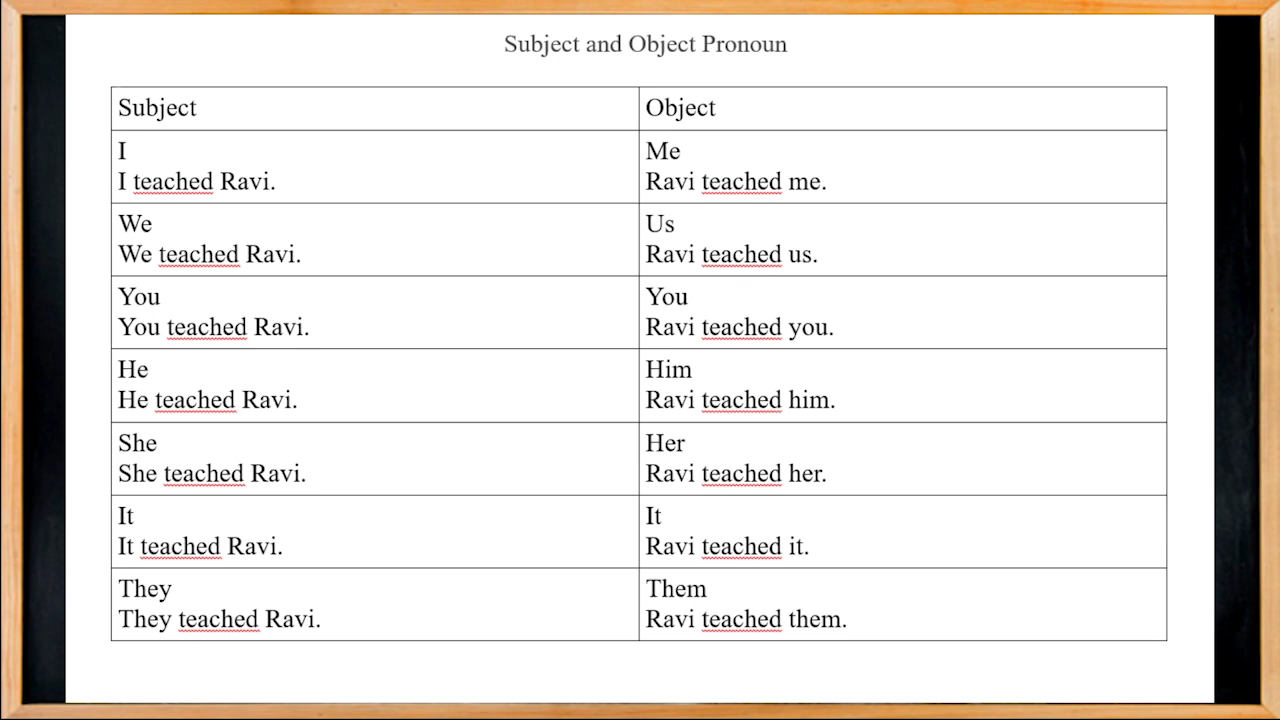 Subject and Object Pronoun
Subject
Object
I
I teached Ravi.
Me
Ravi teached me.
We
We teached Ravi.
Us
Ravi teached us.
You
You teached Ravi.
You
Ravi teached you.
He
He teached Ravi.
Him
Ravi teached him.
She
She teached Ravi.
Her
Ravi teached her.
It
It teached Ravi.
It
Ravi teached it.
They
They teached Ravi.
Them
Ravi teached them.